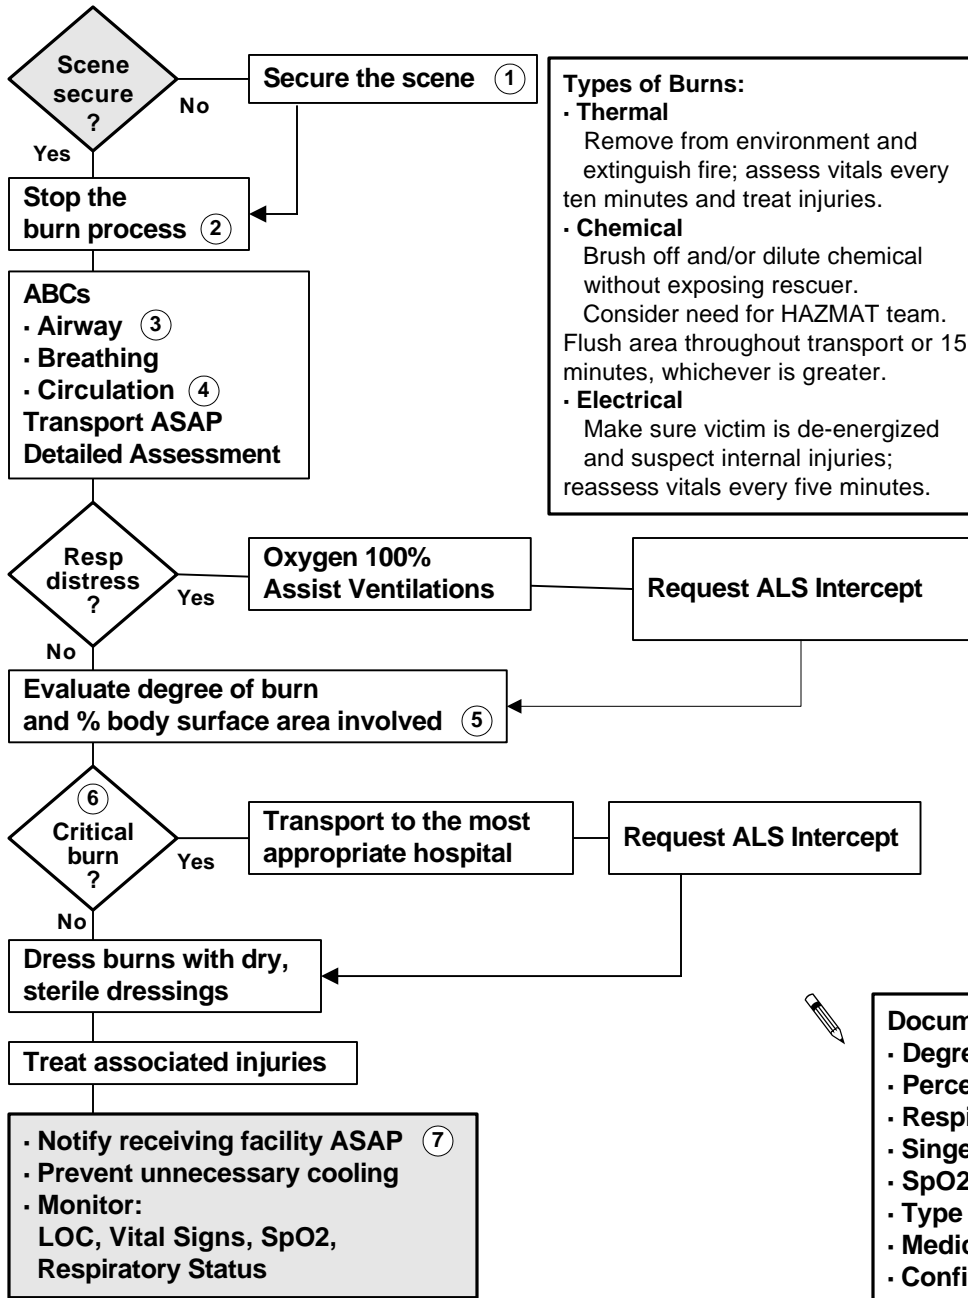 Scene
secure
?
No
Yes
Secure the scene 1
Stop the
burn process 2
ABCs
· Airway 3
· Breathing
· Circulation 4
Transport ASAP
Detailed Assessment
Types of Burns:
· Thermal
Remove from environment and
extinguish fire; assess vitals every
ten minutes and treat injuries.
· Chemical
Brush off and/or dilute chemical
without exposing rescuer.
Consider need for HAZMAT team.
Flush area throughout transport or 15
minutes, whichever is greater.
· Electrical
Make sure victim is de-energized
and suspect internal injuries;
reassess vitals every five minutes.
Resp
distress
?
Yes
No
Oxygen 100%
Assist Ventilations
Request ALS Intercept
Evaluate degree of burn
and % body surface area involved 5
6
Critical
burn
?
Yes
No
Transport to the most
appropriate hospital
Request ALS Intercept
Dress burns with dry,
sterile dressings
Treat associated injuries
· Notify receiving facility ASAP 7
· Prevent unnecessary cooling
· Monitor:
LOC, Vital Signs, SpO2,
Respiratory Status
· SpO2
· Type